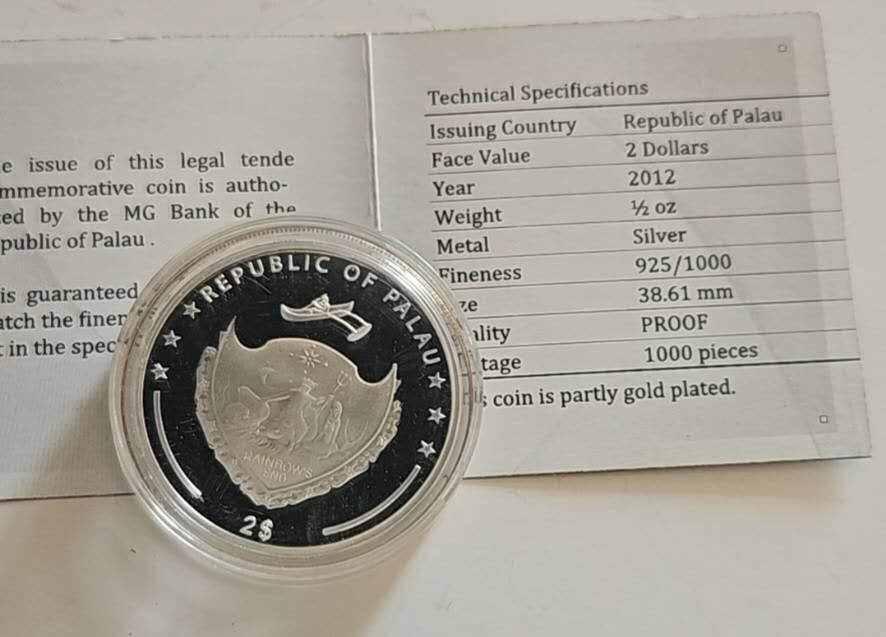 e issue of this legal tende
mmemorative coin is autho-
ed by the MG Bank of the
public of Palau .
is guaranteed
atch the finer
t in the spec
Technical Specifications
Issuing Country Republic of Palau
Face Value 2 Dollars
Year 2012
Weight ½ oz
Metal Silver
Fineness 925/1000
ze 38.61 mm
ality PROOF
tage 1000 pieces
s coin is partly gold plated.
REPUBLIC OF PALAU
RAINBOW'S
END
2$